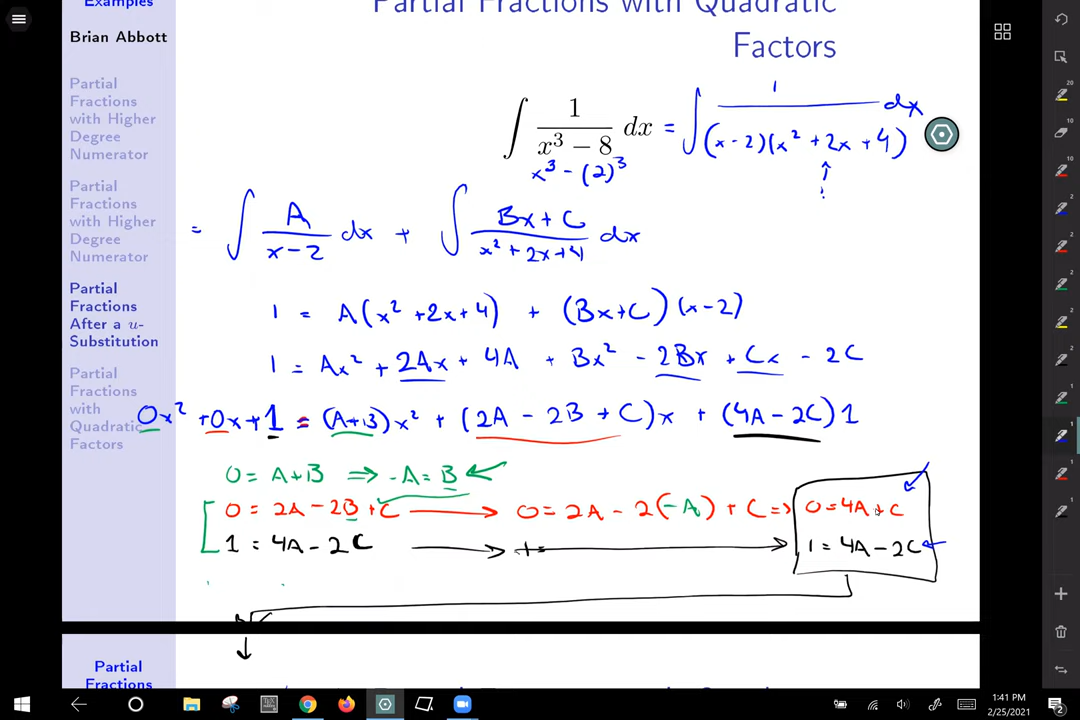 Examples
Partial Fractions with Quadratic
Factors
Brian Abbott
Partial
Fractions
with Higher
Degree
Numerator
Partial
Fractions
with Higher
Degree
Numerator
Partial
Fractions
After a u-
Substitution
Partial
Fractions
with
Quadratic
Factors
∫ 1/(x³ − 8) dx = ∫ 1/((x-2)(x² + 2x + 4)) dx
x³ - (2)³
= ∫ A/(x-2) dx + ∫ (Bx+C)/(x² + 2x+4) dx
1 = A(x² +2x+4) + (Bx+C)(x-2)
1 = Ax² + 2Ax + 4A + Bx² - 2Bx + Cx - 2C
0x² +0x+1 = (A+B)x² + (2A - 2B + C)x + (4A-2C)1
0 = A+B ⇒ -A = B
0 = 2A - 2B + C → 0 = 2A - 2(-A) + C ⇒ 0=4A+C
1 = 4A - 2C → 1 = 4A - 2C
Partial
Fractions
1:41 PM
2/25/2021